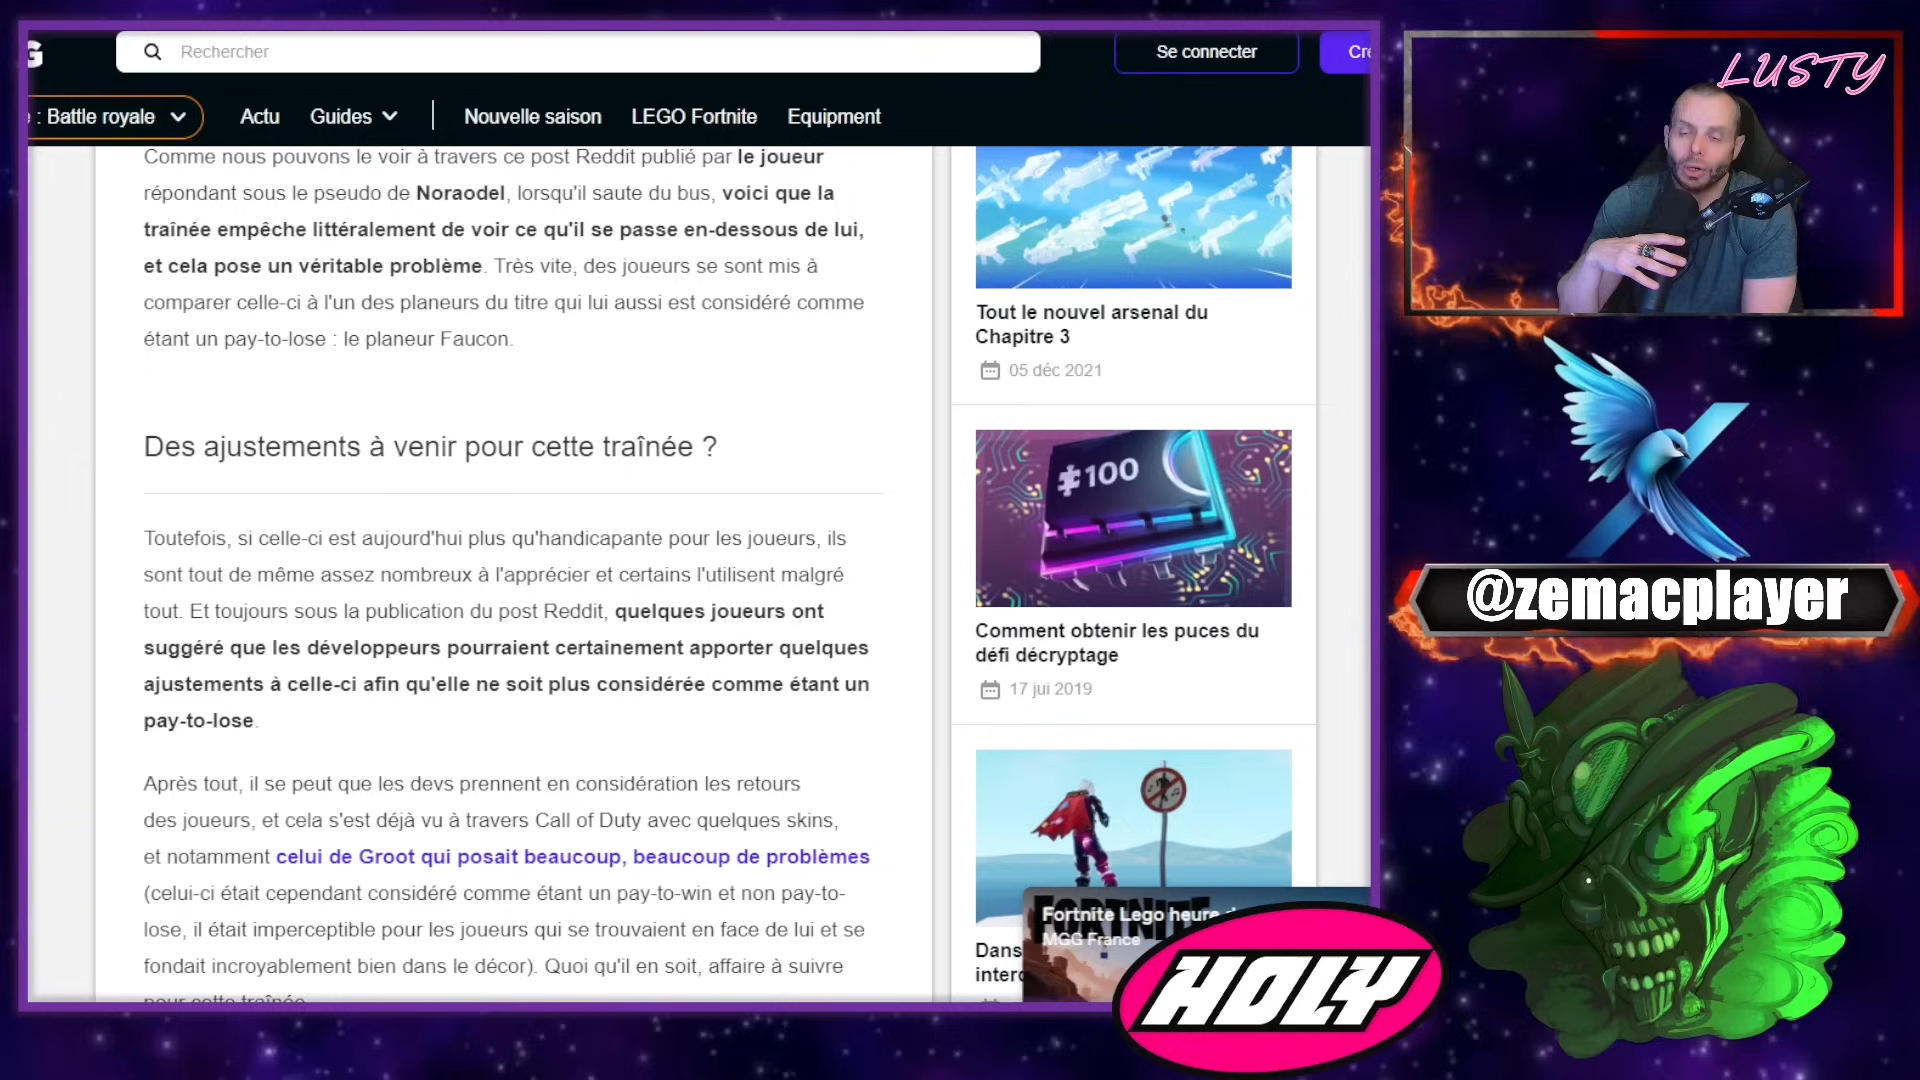 G
Rechercher
Se connecter
: Battle royale
Actu
Guides
Nouvelle saison
LEGO Fortnite
Equipment
Comme nous pouvons le voir à travers ce post Reddit publié par le joueur
répondant sous le pseudo de Noraodel, lorsqu'il saute du bus, voici que la
traînée empêche littéralement de voir ce qu'il se passe en-dessous de lui,
et cela pose un véritable problème. Très vite, des joueurs se sont mis à
comparer celle-ci à l'un des planeurs du titre qui lui aussi est considéré comme
étant un pay-to-lose : le planeur Faucon.
Des ajustements à venir pour cette traînée ?
Toutefois, si celle-ci est aujourd'hui plus qu'handicapante pour les joueurs, ils
sont tout de même assez nombreux à l'apprécier et certains l'utilisent malgré
tout. Et toujours sous la publication du post Reddit, quelques joueurs ont
suggéré que les développeurs pourraient certainement apporter quelques
ajustements à celle-ci afin qu'elle ne soit plus considérée comme étant un
pay-to-lose.
Après tout, il se peut que les devs prennent en considération les retours
des joueurs, et cela s'est déjà vu à travers Call of Duty avec quelques skins,
et notamment celui de Groot qui posait beaucoup, beaucoup de problèmes
(celui-ci était cependant considéré comme étant un pay-to-win et non pay-to-
lose, il était imperceptible pour les joueurs qui se trouvaient en face de lui et se
fondait incroyablement bien dans le décor). Quoi qu'il en soit, affaire à suivre
pour cette traînée
Tout le nouvel arsenal du
Chapitre 3
05 déc 2021
100
Comment obtenir les puces du
défi décryptage
17 jui 2019
Dans
FORTNITE
Fortnite Lego heure
MGG France
LUSTY
@zemacplayer
HOLY